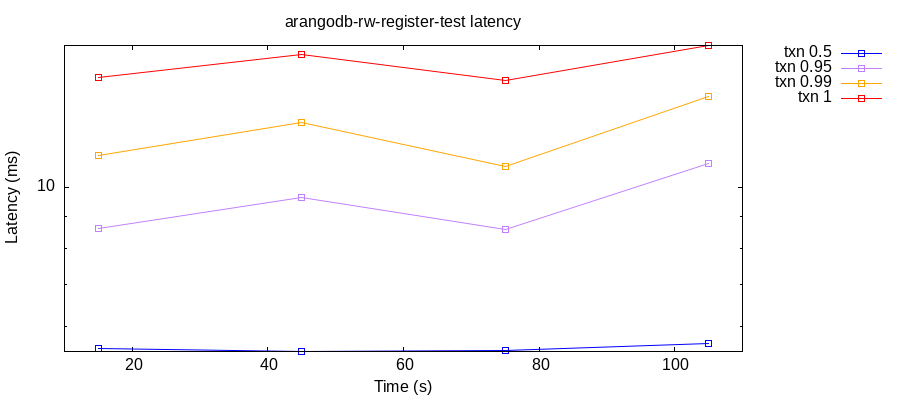 arangodb-rw-register-test latency
txn 0.5
txn 0.95
txn 0.99
txn 1
Latency (ms)
10
20
40
60
80
100
Time (s)